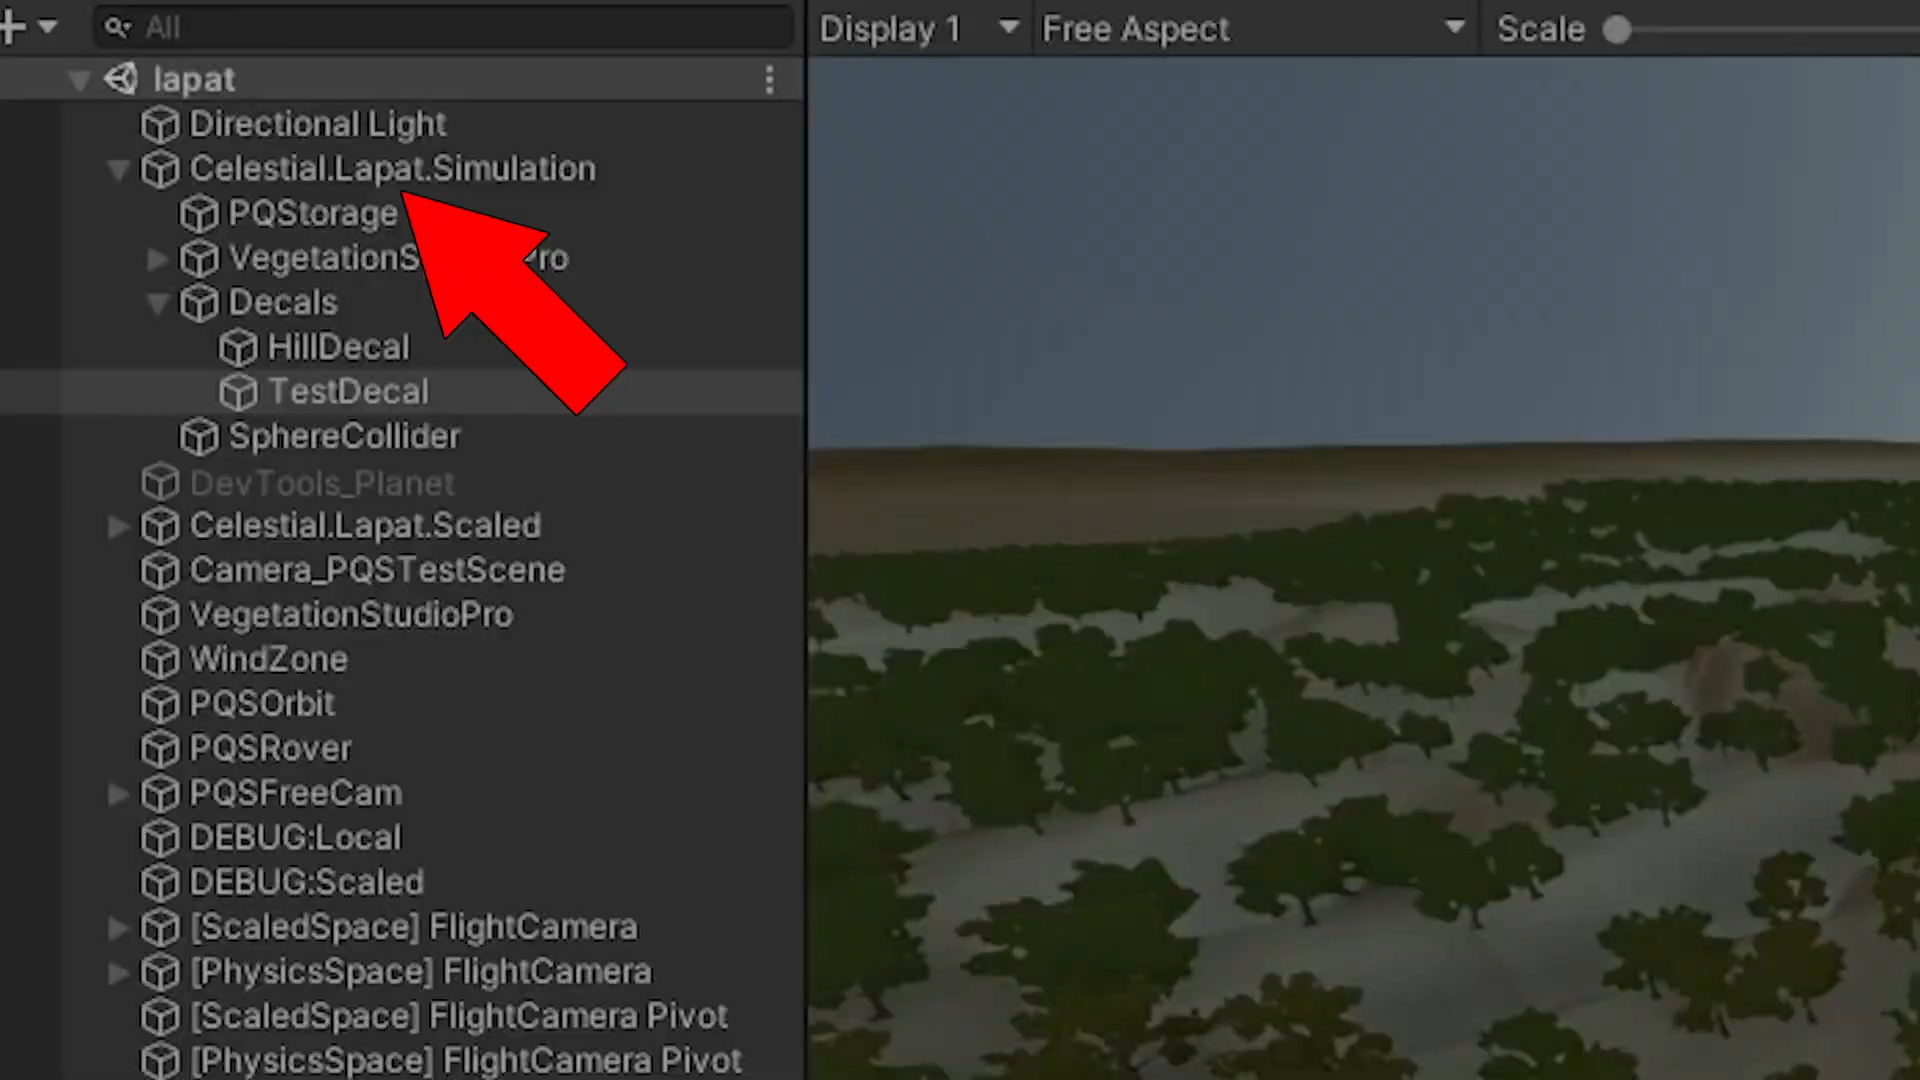 All
Display 1
Free Aspect
Scale
lapat
Directional Light
Celestial.Lapat.Simulation
PQStorage
VegetationS ro
Decals
HillDecal
TestDecal
SphereCollider
DevTools_Planet
Celestial.Lapat.Scaled
Camera_PQSTestScene
VegetationStudioPro
WindZone
PQSOrbit
PQSRover
PQSFreeCam
DEBUG:Local
DEBUG:Scaled
[ScaledSpace] FlightCamera
[PhysicsSpace] FlightCamera
[ScaledSpace] FlightCamera Pivot
[PhysicsSpace] FlightCamera Pivot